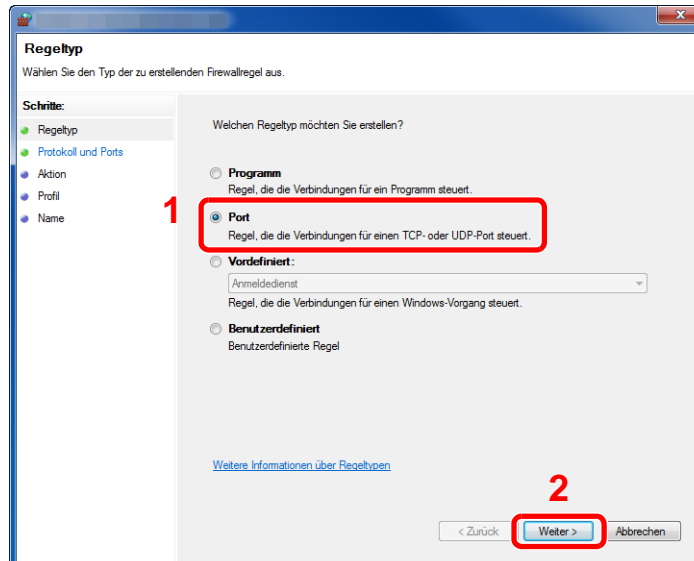 Regeltyp
Wählen Sie den Typ der zu erstellenden Firewallregel aus.
Schritte:
Regeltyp
Protokoll und Ports
Aktion
Profil
Name
Welchen Regeltyp möchten Sie erstellen?
Programm
Regel, die die Verbindungen für ein Programm steuert.
1
Port
Regel, die die Verbindungen für einen TCP- oder UDP-Port steuert.
Vordefiniert:
Anmeldedienst
Regel, die die Verbindungen für einen Windows-Vorgang steuert.
Benutzerdefiniert
Benutzerdefinierte Regel
Weitere Informationen über Regeltypen
2
< Zurück Weiter > Abbrechen